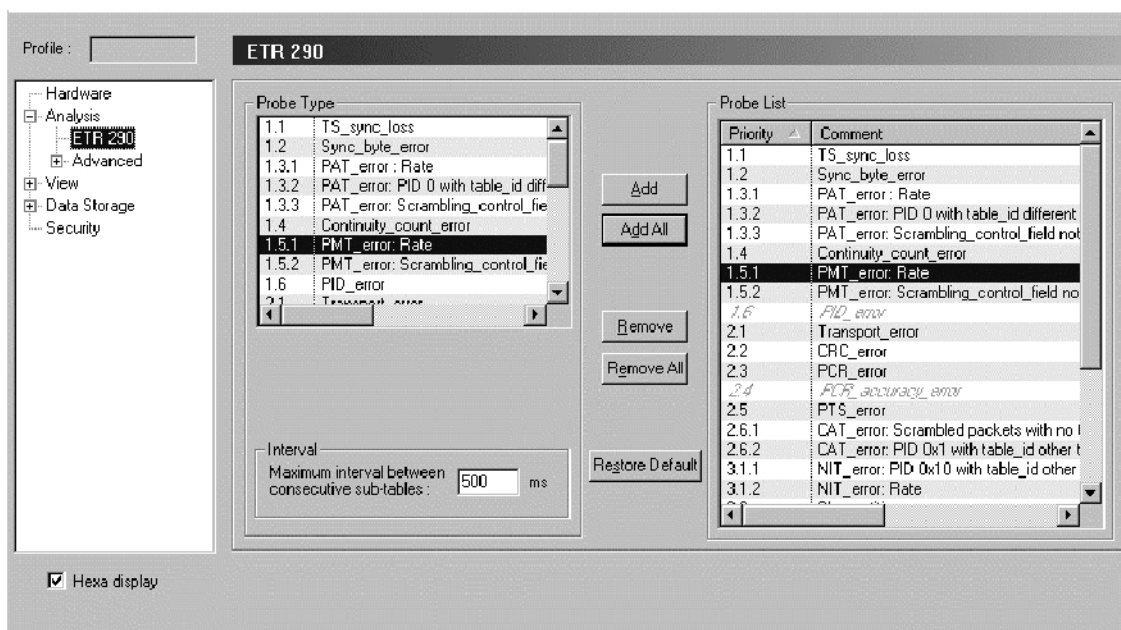 Profile :
ETR 290
Hardware
Analysis
ETR 290
Advanced
View
Data Storage
Security
Hexa display
Probe Type
1.1 TS_sync_loss
1.2 Sync_byte_error
1.3.1 PAT_error : Rate
1.3.2 PAT_error: PID 0 with table_id diff
1.3.3 PAT_error: Scrambling_control_fie
1.4 Continuity_count_error
1.5.1 PMT_error: Rate
1.5.2 PMT_error: Scrambling_control_fie
1.6 PID_error
2.1 Transport_error
Interval
Maximum interval between
consecutive sub-tables : 500 ms
Add
Add All
Remove
Remove All
Restore Default
Probe List
Priority Comment
1.1 TS_sync_loss
1.2 Sync_byte_error
1.3.1 PAT_error : Rate
1.3.2 PAT_error: PID 0 with table_id different
1.3.3 PAT_error: Scrambling_control_field not
1.4 Continuity_count_error
1.5.1 PMT_error: Rate
1.5.2 PMT_error: Scrambling_control_field no
1.6 PID_error
2.1 Transport_error
2.2 CRC_error
2.3 PCR_error
2.4 PCR_accuracy_error
2.5 PTS_error
2.6.1 CAT_error: Scrambled packets with no
2.6.2 CAT_error: PID 0x1 with table_id other t
3.1.1 NIT_error: PID 0x10 with table_id other
3.1.2 NIT_error: Rate